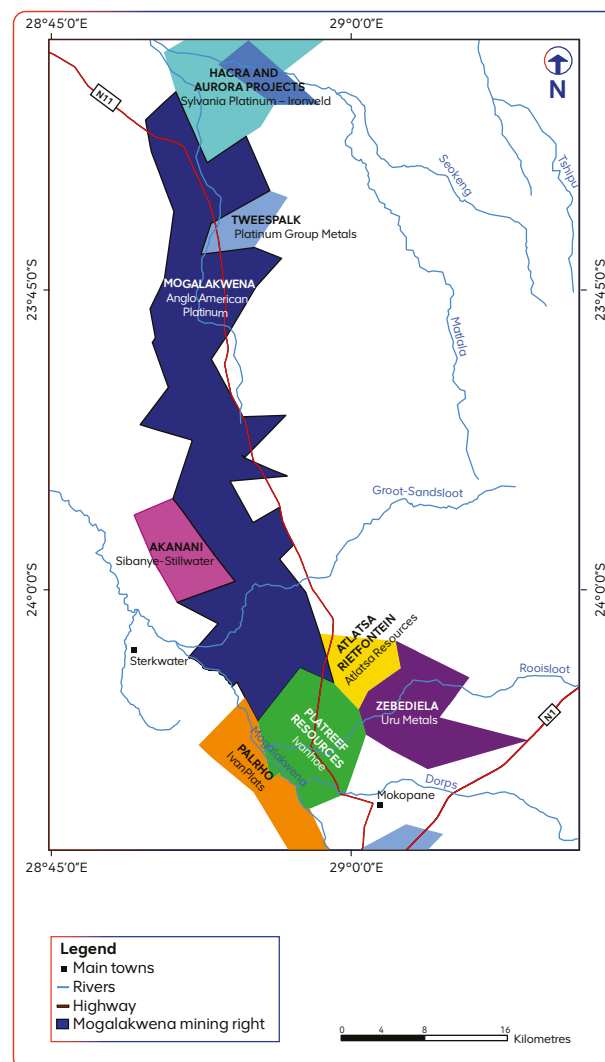 28°45'0"E
29°0'0"E
N11
HACRA AND
AURORA PROJECTS
Sylvania Platinum – Ironveld
N
Seokeng
Tshipu
TWEESPALK
Platinum Group Metals
23°45'0"S
23°45'0"S
MOGALAKWENA
Anglo American
Platinum
Matlala
Groot-Sandsloot
AKANANI
Sibanye-Stillwater
24°0'0"S
24°0'0"S
ATLATSA
RIETFONTEIN
Atlatsa Resources
Sterkwater
Rooisloot
ZEBEDIELA
Uru Metals
N1
PLATREEF
RESOURCES
Ivanhoe
Mogalakwena
PALRHO
IvanPlats
Dorps
Mokopane
28°45'0"E
29°0'0"E
Legend
Main towns
Rivers
Highway
Mogalakwena mining right
0 4 8 16
Kilometres